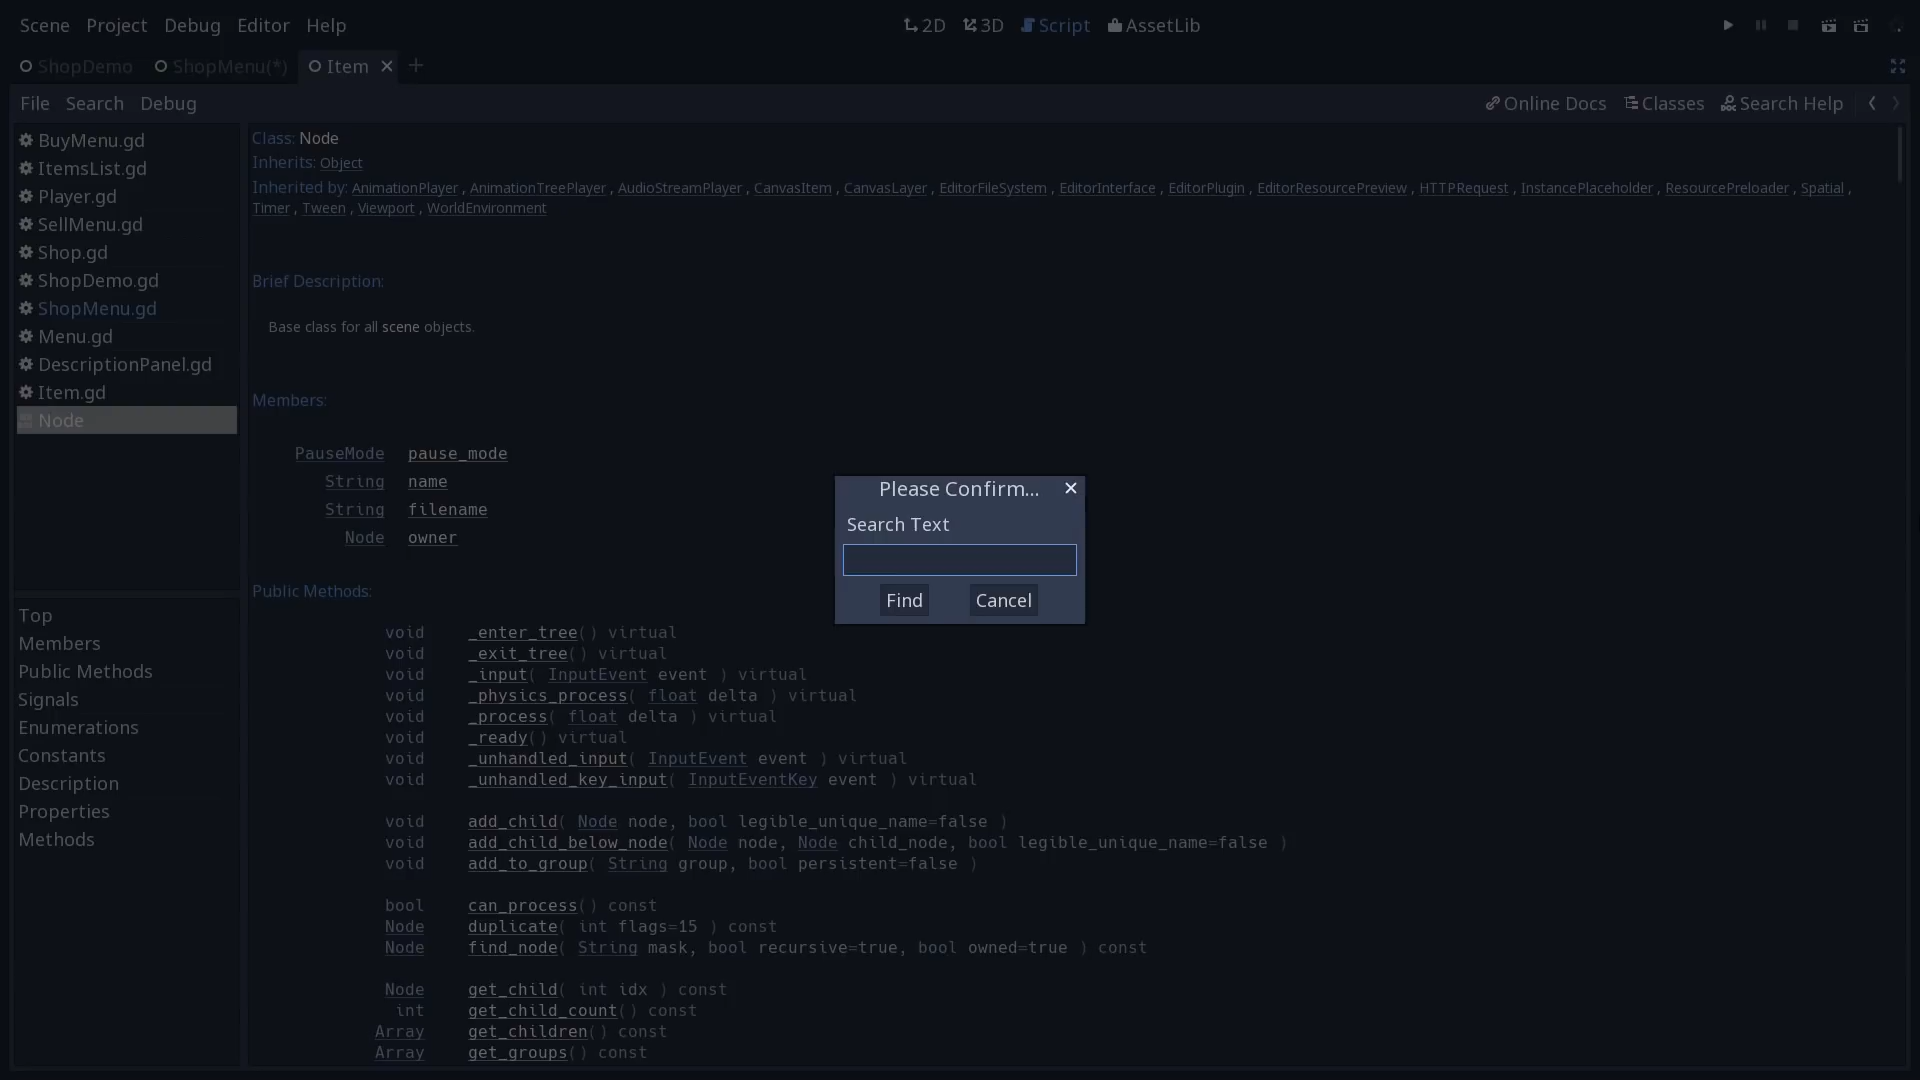 Scene Project Debug Editor Help
2D 3D Script AssetLib
ShopDemo ShopMenu(*) Item
File Search Debug
Online Docs Classes Search Help
BuyMenu.gd
ItemsList.gd
Player.gd
SellMenu.gd
Shop.gd
ShopDemo.gd
ShopMenu.gd
Menu.gd
DescriptionPanel.gd
Item.gd
Node
Top
Members
Public Methods
Signals
Enumerations
Constants
Description
Properties
Methods
Class: Node
Inherits: Object
Inherited by: AnimationPlayer , AnimationTreePlayer , AudioStreamPlayer , CanvasItem , CanvasLayer , EditorFileSystem , EditorInterface , EditorPlugin , EditorResourcePreview , HTTPRequest , InstancePlaceholder , ResourcePreloader , Spatial ,
Timer , Tween , Viewport , WorldEnvironment
Brief Description:
Base class for all scene objects.
Members:
PauseMode pause_mode
String name
String filename
Node owner
Public Methods:
void _enter_tree() virtual
void _exit_tree() virtual
void _input( InputEvent event ) virtual
void _physics_process( float delta ) virtual
void _process( float delta ) virtual
void _ready() virtual
void _unhandled_input( InputEvent event ) virtual
void _unhandled_key_input( InputEventKey event ) virtual
void add_child( Node node, bool legible_unique_name=false )
void add_child_below_node( Node node, Node child_node, bool legible_unique_name=false )
void add_to_group( String group, bool persistent=false )
bool can_process() const
Node duplicate( int flags=15 ) const
Node find_node( String mask, bool recursive=true, bool owned=true ) const
Node get_child( int idx ) const
int get_child_count() const
Array get_children() const
Array get_groups() const
Please Confirm...
Search Text
Find Cancel